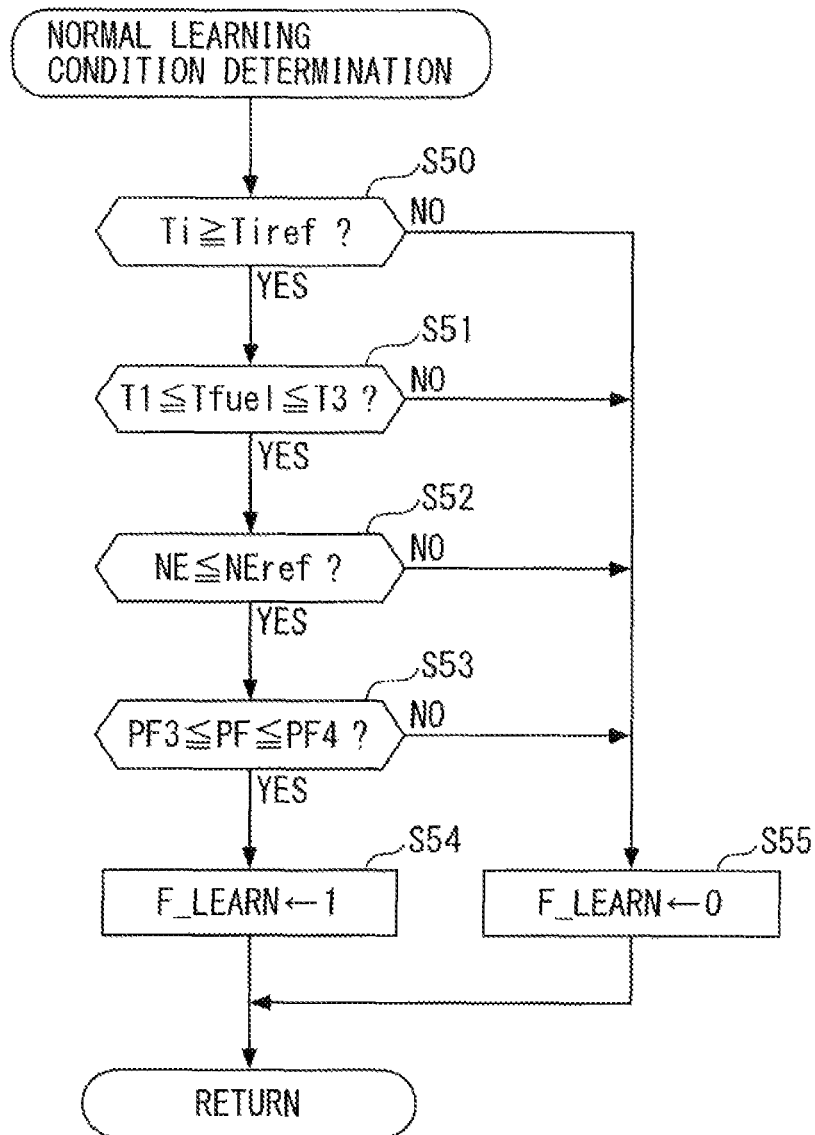 NORMAL LEARNING
CONDITION DETERMINATION
S50
Ti≧Tiref ?
NO
YES
S51
T1≦Tfuel≦T3 ?
NO
YES
S52
NE≦NEref ?
NO
YES
S53
PF3≦PF≦PF4 ?
NO
YES
S54
F_LEARN←1
S55
F_LEARN←0
RETURN